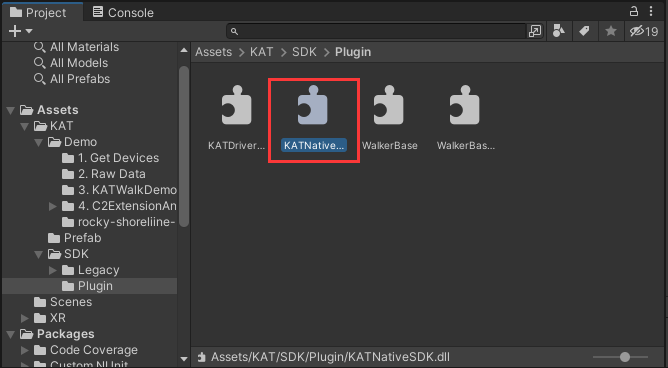 Project
Console
19
All Materials
All Models
All Prefabs
Assets
KAT
Demo
1. Get Devices
2. Raw Data
3. KATWalkDemo
4. C2ExtensionAn
rocky-shoreliine-
Prefab
SDK
Legacy
Plugin
Scenes
XR
Packages
Code Coverage
Custom NUnit
Assets > KAT > SDK > Plugin
KATDriver...
KATNative...
WalkerBase
WalkerBas...
Assets/KAT/SDK/Plugin/KATNativeSDK.dll